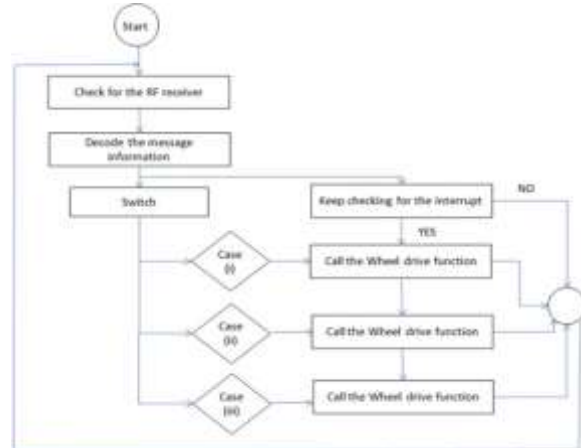 Start
Check for the RF receiver
Decode the message
information
Switch
Keep checking for the interrupt
NO
YES
Case
(i)
Call the Wheel drive function
Case
(ii)
Call the Wheel drive function
Case
(iii)
Call the Wheel drive function